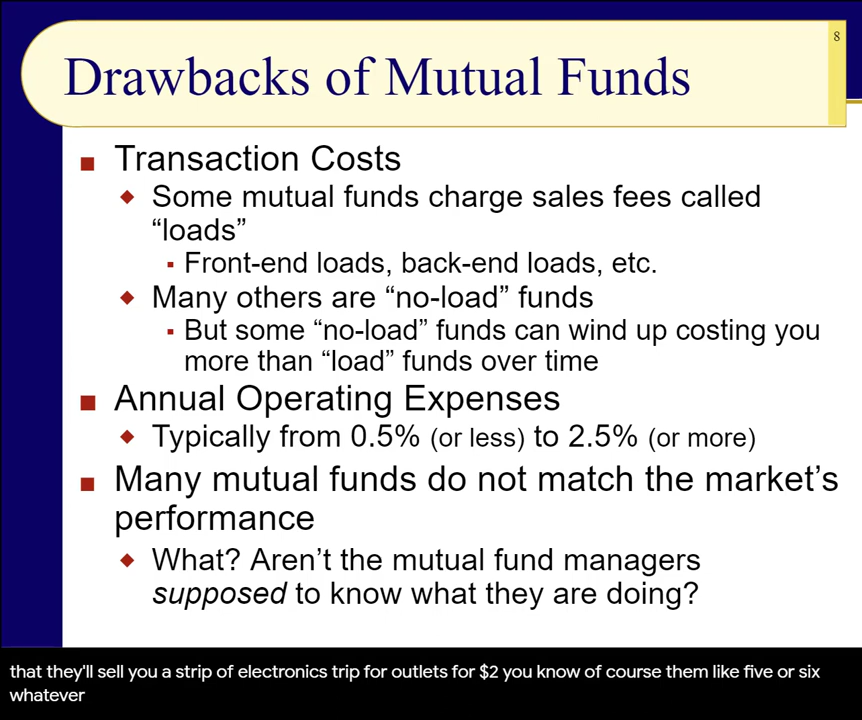 8
Drawbacks of Mutual Funds
Transaction Costs
Some mutual funds charge sales fees called
“loads”
Front-end loads, back-end loads, etc.
Many others are “no-load” funds
But some “no-load” funds can wind up costing you
more than “load” funds over time
Annual Operating Expenses
Typically from 0.5% (or less) to 2.5% (or more)
Many mutual funds do not match the market’s
performance
What? Aren’t the mutual fund managers
supposed to know what they are doing?
that they'll sell you a strip of electronics trip for outlets for $2 you know of course them like five or six
whatever